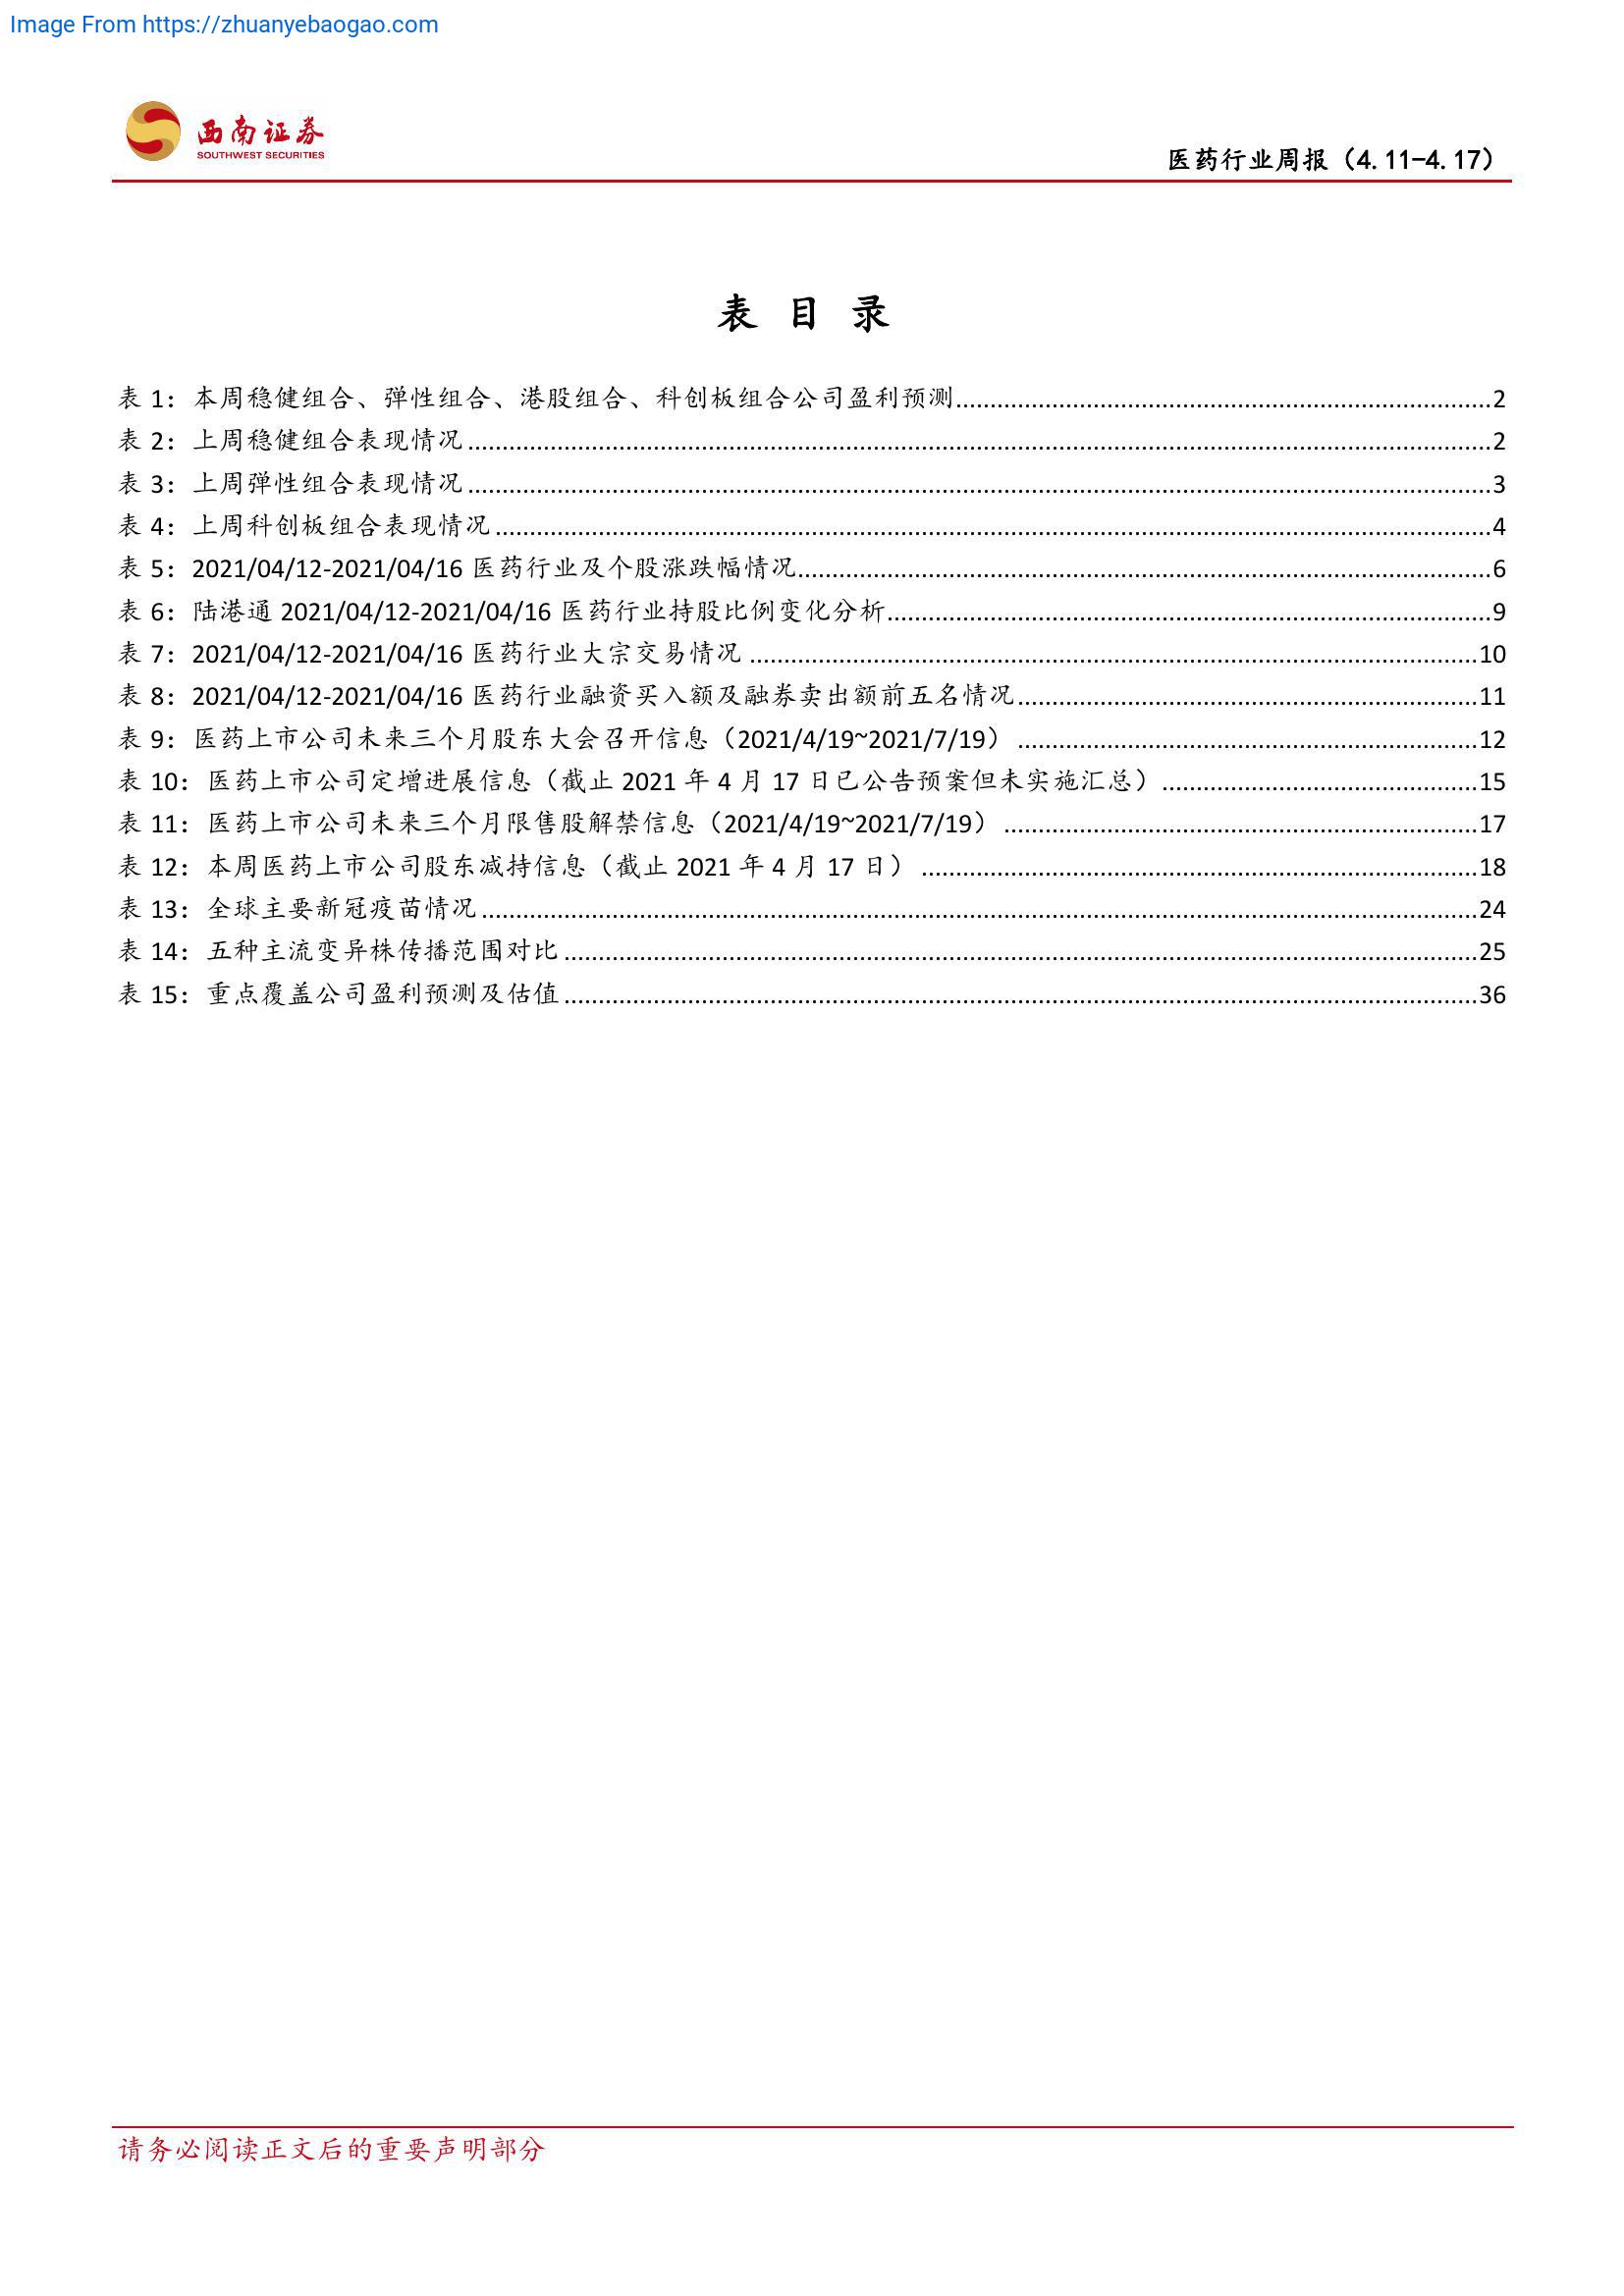 Image From https://zhuanyebaogao.com
西南证券
SOUTHWEST SECURITIES
医药行业周报（4.11-4.17）
表 目 录
表 1：本周稳健组合、弹性组合、港股组合、科创板组合公司盈利预测........................2
表 2：上周稳健组合表现情况........................2
表 3：上周弹性组合表现情况........................3
表 4：上周科创板组合表现情况........................4
表 5：2021/04/12-2021/04/16 医药行业及个股涨跌幅情况........................6
表 6：陆港通 2021/04/12-2021/04/16 医药行业持股比例变化分析........................9
表 7：2021/04/12-2021/04/16 医药行业大宗交易情况........................10
表 8：2021/04/12-2021/04/16 医药行业融资买入额及融券卖出额前五名情况........................11
表 9：医药上市公司未来三个月股东大会召开信息（2021/4/19~2021/7/19）........................12
表 10：医药上市公司定增进展信息（截止 2021 年 4 月 17 日已公告预案但未实施汇总）........................15
表 11：医药上市公司未来三个月限售股解禁信息（2021/4/19~2021/7/19）........................17
表 12：本周医药上市公司股东减持信息（截止 2021 年 4 月 17 日）........................18
表 13：全球主要新冠疫苗情况........................24
表 14：五种主流变异株传播范围对比........................25
表 15：重点覆盖公司盈利预测及估值........................36
请务必阅读正文后的重要声明部分